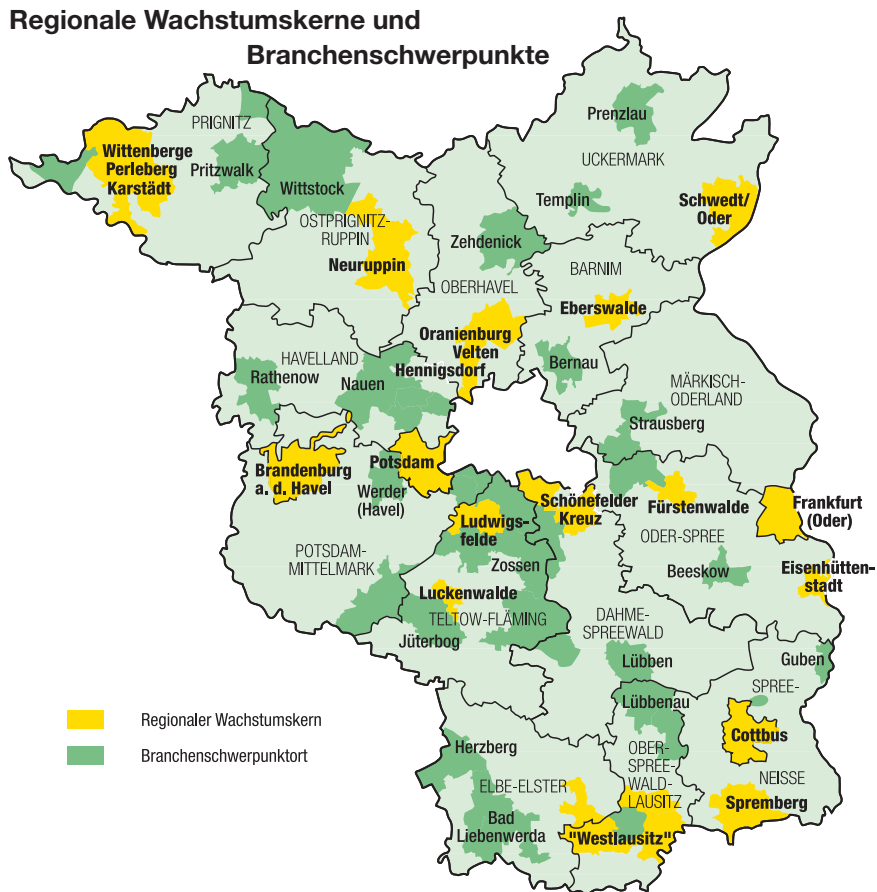 Regionale Wachstumskerne und
Branchenschwerpunkte
PRIGNITZ
Wittenberge
Perleberg
Karstädt
Pritzwalk
Wittstock
OSTPRIGNITZ-
RUPPIN
Neuruppin
Prenzlau
UCKERMARK
Templin
Schwedt/
Oder
Zehdenick
OBERHAVEL
BARNIM
Eberswalde
Oranienburg
Velten
Hennigsdorf
Bernau
HAVELLAND
Rathenow
Nauen
MÄRKISCH-
ODERLAND
Strausberg
Brandenburg
a. d. Havel
Potsdam
Werder
(Havel)
Schönefelder
Kreuz
Fürstenwalde
Frankfurt
(Oder)
Ludwigs-
felde
ODER-SPREE
POTSDAM-
MITTELMARK
Zossen
Beeskow
Eisenhütten-
stadt
Luckenwalde
TELTOW-FLÄMING
Jüterbog
DAHME-
SPREEWALD
Lübben
Guben
SPREE-
Lübbenau
Cottbus
Regionaler Wachstumskern
Branchenschwerpunktort
Herzberg
OBER-
SPREE-
WALD-
LAUSITZ
NEISSE
ELBE-ELSTER
Spremberg
Bad
Liebenwerda
"Westlausitz"